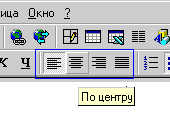 ица Окно ?
К Ч
По центру